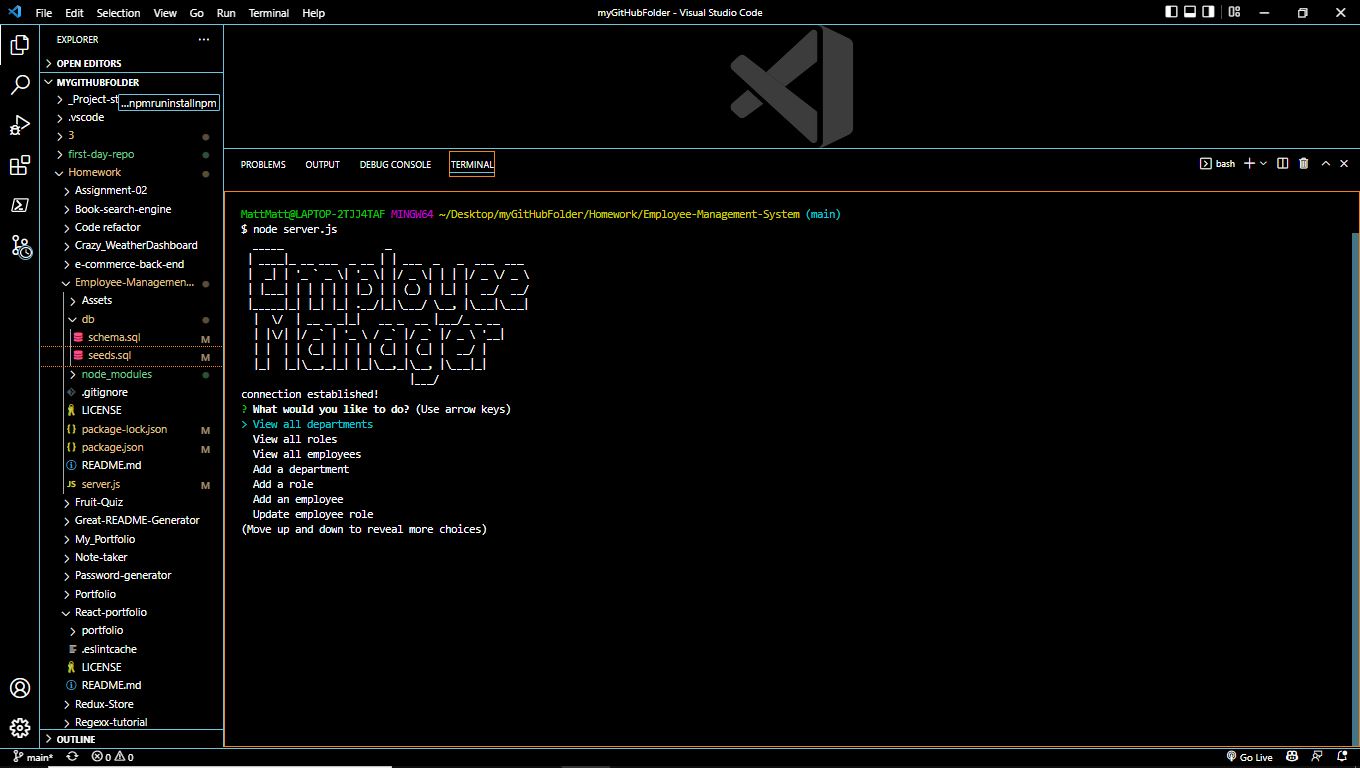 File Edit Selection View Go Run Terminal Help
myGitHubFolder - Visual Studio Code
EXPLORER
OPEN EDITORS
MYGITHUBFOLDER
_Project-st
...npmruninstallnpm
.vscode
3
first-day-repo
Homework
Assignment-02
Book-search-engine
Code refactor
Crazy_WeatherDashboard
e-commerce-back-end
Employee-Managemen...
Assets
db
schema.sql M
seeds.sql M
node_modules
.gitignore
LICENSE
package-lock.json M
package.json M
README.md
JS server.js M
Fruit-Quiz
Great-README-Generator
My_Portfolio
Note-taker
Password-generator
Portfolio
React-portfolio
portfolio
.eslintcache
LICENSE
README.md
Redux-Store
Regexx-tutorial
OUTLINE
PROBLEMS OUTPUT DEBUG CONSOLE TERMINAL
bash
MattMatt@LAPTOP-2TJJ4TAF MINGW64 ~/Desktop/myGitHubFolder/Homework/Employee-Management-System (main)
$ node server.js
Employee
Manager
connection established!
? What would you like to do? (Use arrow keys)
> View all departments
View all roles
View all employees
Add a department
Add a role
Add an employee
Update employee role
(Move up and down to reveal more choices)
main* 0 0
Go Live